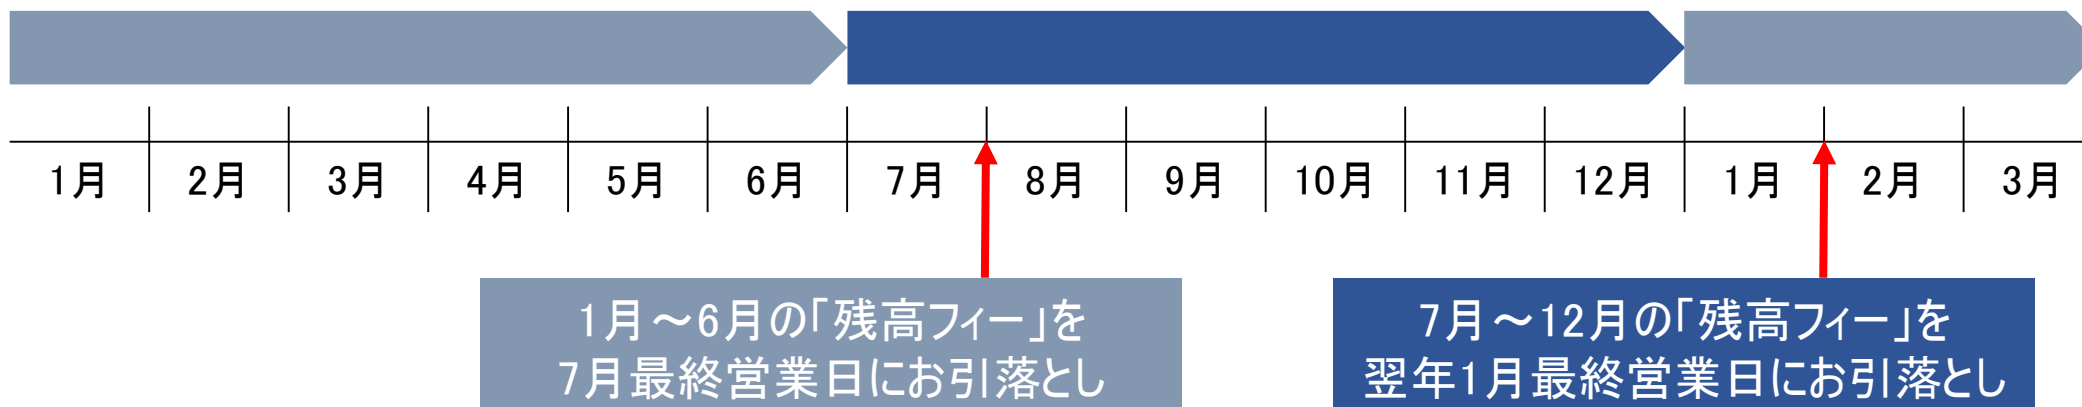 1月 2月 3月 4月 5月 6月 7月 8月 9月 10月 11月 12月 1月 2月 3月
1月～6月の「残高フィー」を
7月最終営業日にお引落とし
7月～12月の「残高フィー」を
翌年1月最終営業日にお引落とし